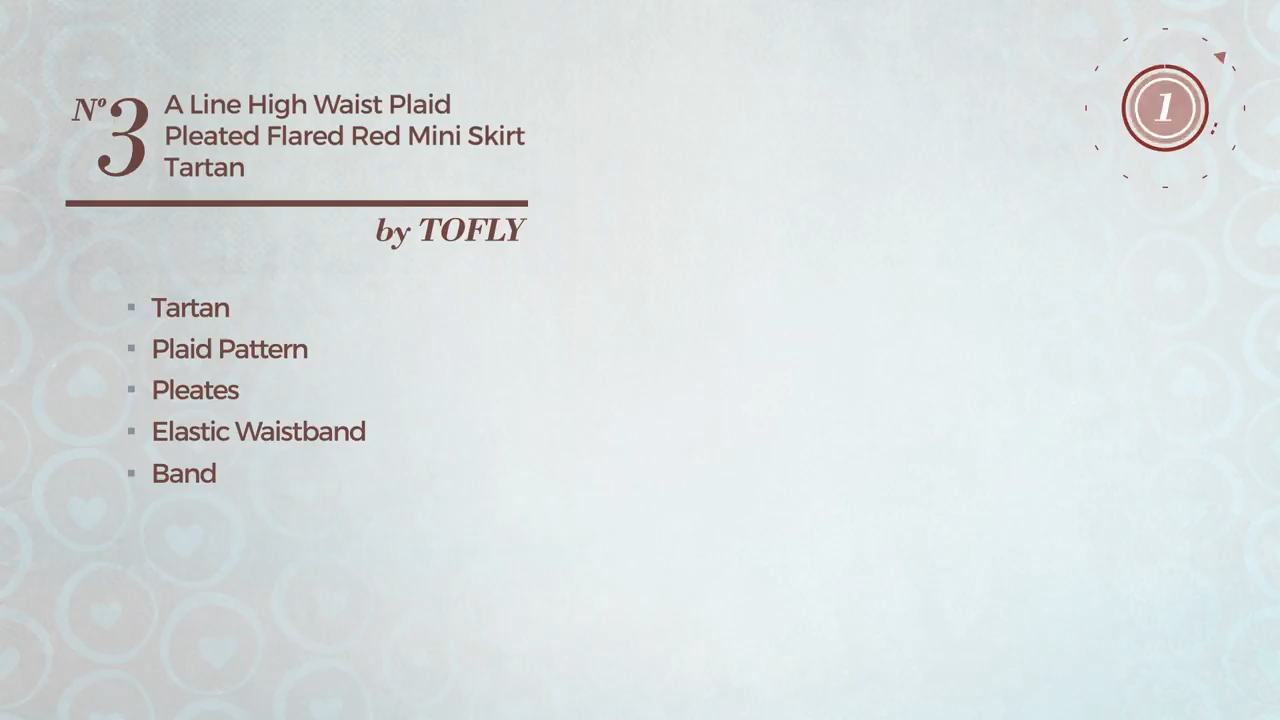 Nº3
A Line High Waist Plaid
Pleated Flared Red Mini Skirt
Tartan
by TOFLY
Tartan
Plaid Pattern
Pleates
Elastic Waistband
Band
1